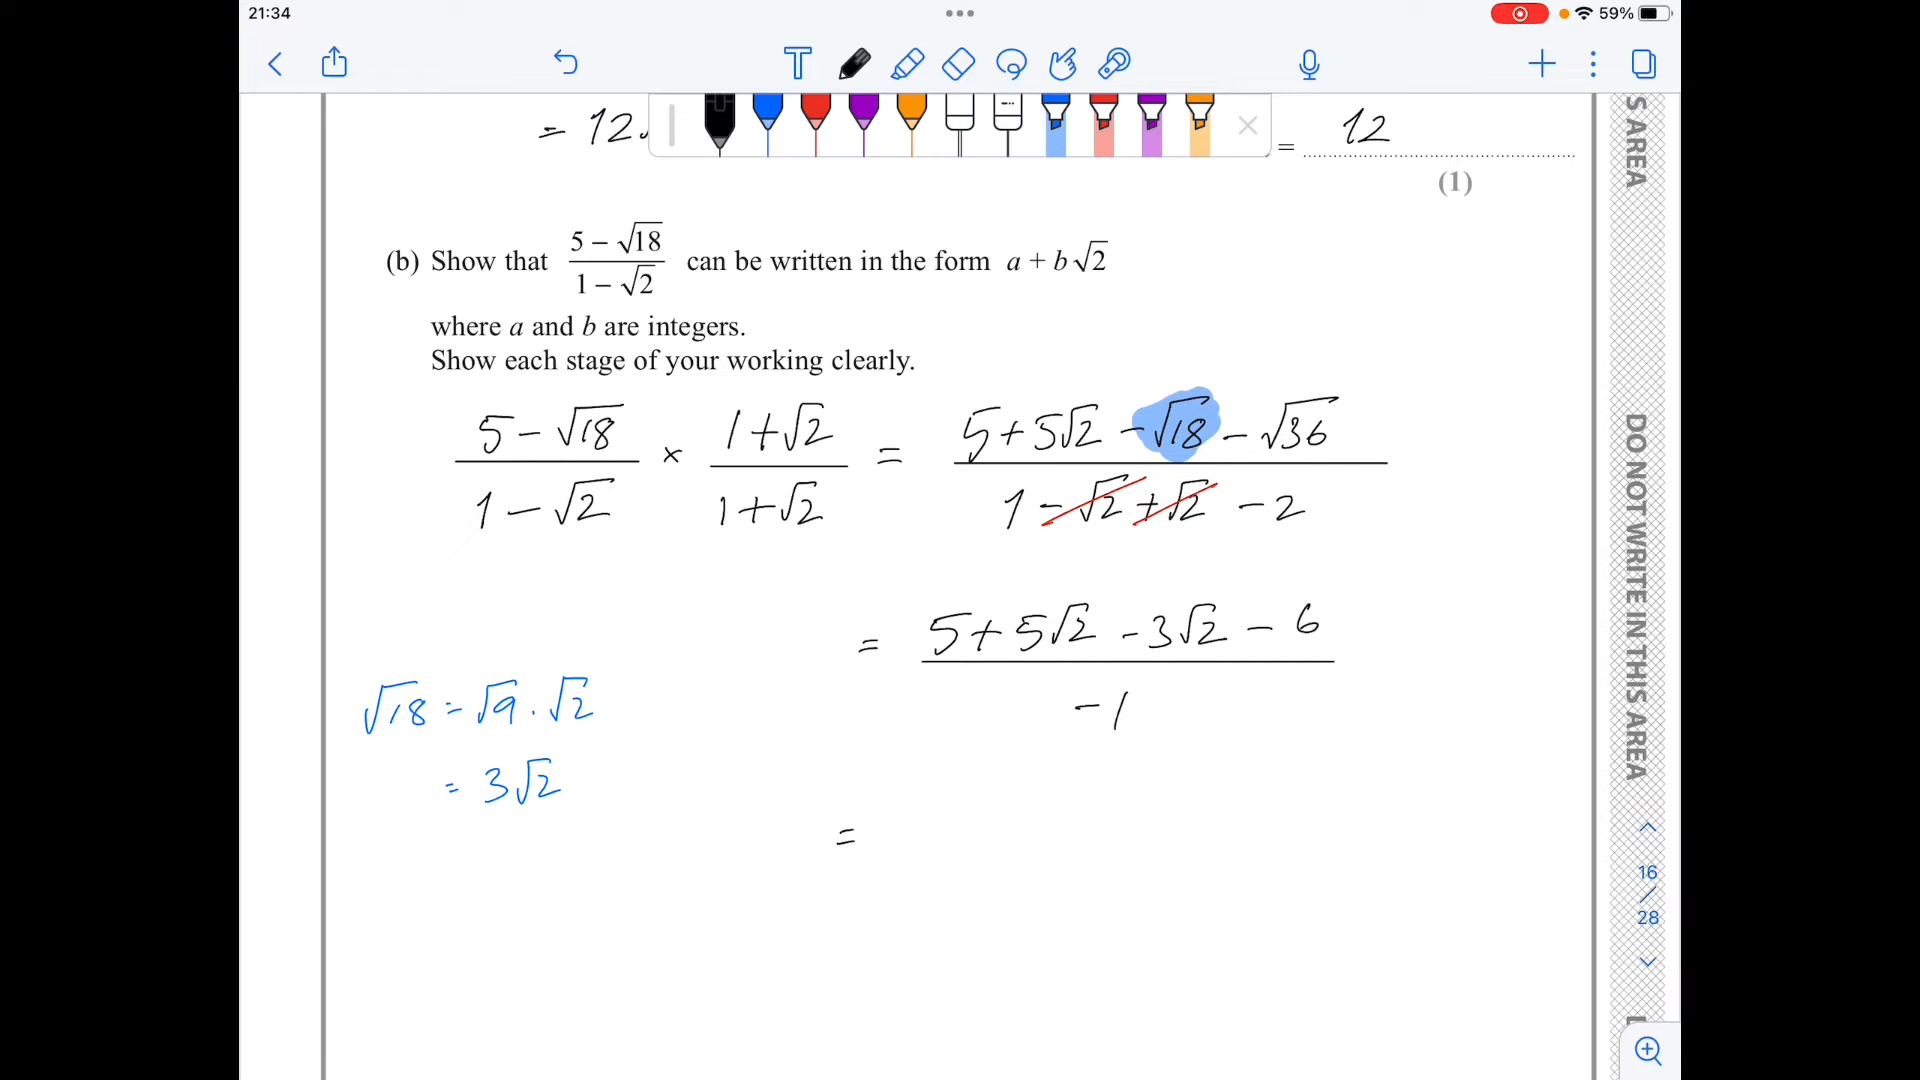 21:34
59%
= 12.
= 12
(1)
S AREA
(b) Show that (5 − √18)/(1 − √2) can be written in the form a + b√2
where a and b are integers.
Show each stage of your working clearly.
(5 − √18)/(1 − √2) × (1 + √2)/(1 + √2) = (5 + 5√2 − √18 − √36)/(1 − √2 + √2 − 2)
= (5 + 5√2 − 3√2 − 6)/(−1)
√18 = √9 . √2
= 3√2
=
DO NOT WRITE IN THIS AREA
16
/
28